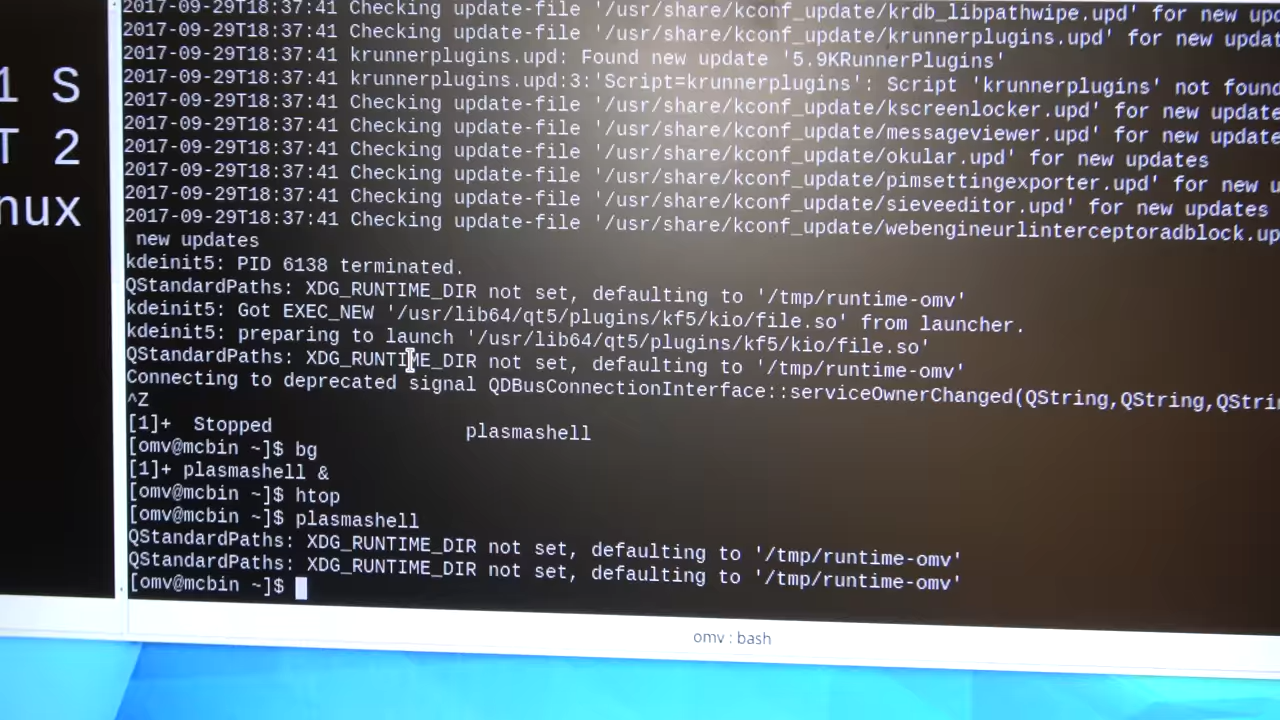 1 S
T 2
nux
2017-09-29T18:37:41 Checking update-file '/usr/share/kconf_update/krdb_libpathwipe.upd' for new upd
2017-09-29T18:37:41 Checking update-file '/usr/share/kconf_update/krunnerplugins.upd' for new updat
2017-09-29T18:37:41 krunnerplugins.upd: Found new update '5.9KRunnerPlugins'
2017-09-29T18:37:41 krunnerplugins.upd:3:'Script=krunnerplugins': Script 'krunnerplugins' not found
2017-09-29T18:37:41 Checking update-file '/usr/share/kconf_update/kscreenlocker.upd' for new update
2017-09-29T18:37:41 Checking update-file '/usr/share/kconf_update/messageviewer.upd' for new update
2017-09-29T18:37:41 Checking update-file '/usr/share/kconf_update/okular.upd' for new updates
2017-09-29T18:37:41 Checking update-file '/usr/share/kconf_update/pimsettingexporter.upd' for new u
2017-09-29T18:37:41 Checking update-file '/usr/share/kconf_update/sieveeditor.upd' for new updates
2017-09-29T18:37:41 Checking update-file '/usr/share/kconf_update/webengineurlinterceptoradblock.up
new updates
kdeinit5: PID 6138 terminated.
QStandardPaths: XDG_RUNTIME_DIR not set, defaulting to '/tmp/runtime-omv'
kdeinit5: Got EXEC_NEW '/usr/lib64/qt5/plugins/kf5/kio/file.so' from launcher.
kdeinit5: preparing to launch '/usr/lib64/qt5/plugins/kf5/kio/file.so'
QStandardPaths: XDG_RUNTIME_DIR not set, defaulting to '/tmp/runtime-omv'
Connecting to deprecated signal QDBusConnectionInterface::serviceOwnerChanged(QString,QString,QStrin
^Z
[1]+  Stopped                 plasmashell
[omv@mcbin ~]$ bg
[1]+ plasmashell &
[omv@mcbin ~]$ htop
[omv@mcbin ~]$ plasmashell
QStandardPaths: XDG_RUNTIME_DIR not set, defaulting to '/tmp/runtime-omv'
QStandardPaths: XDG_RUNTIME_DIR not set, defaulting to '/tmp/runtime-omv'
[omv@mcbin ~]$
omv : bash